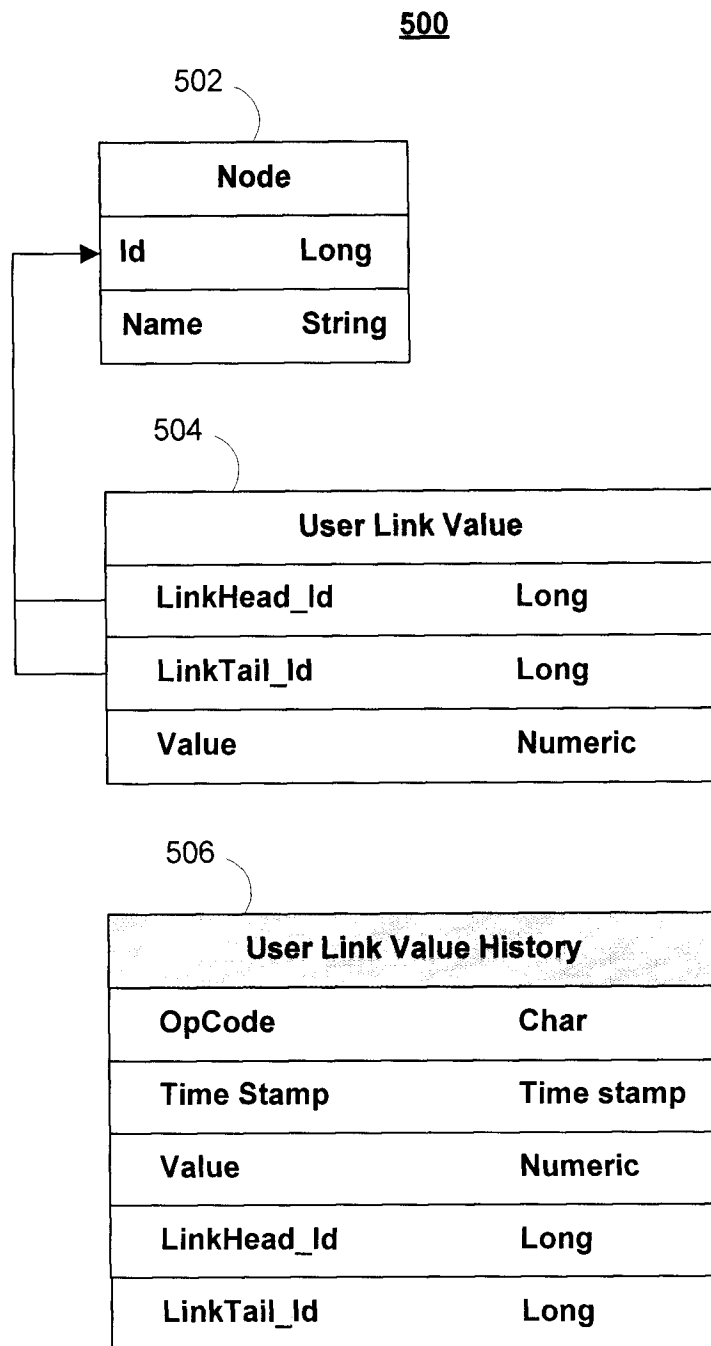 500
502
Node
Id Long
Name String
504
User Link Value
LinkHead_Id Long
LinkTail_Id Long
Value Numeric
506
User Link Value History
OpCode Char
Time Stamp Time stamp
Value Numeric
LinkHead_Id Long
LinkTail_Id Long